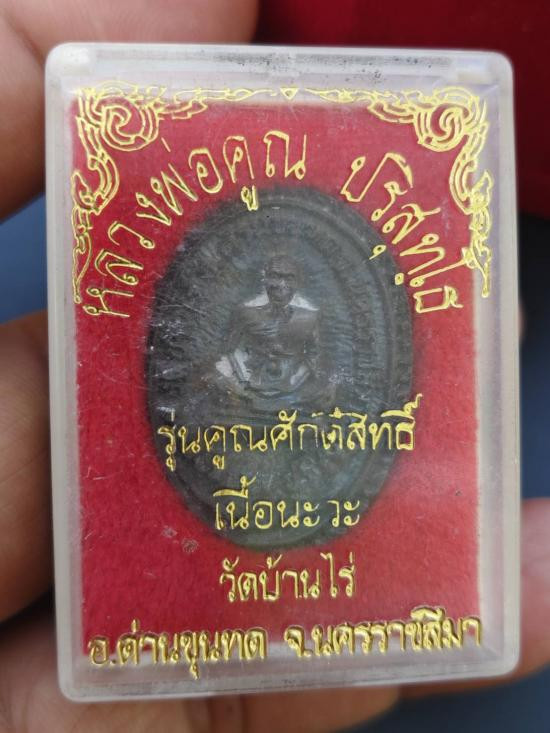 หลวงพ่อคูณ ปริสุทฺโธ
รุ่นคูณศักดิ์สิทธิ์
เนื้อนะวะ
วัดบ้านไร่
อ.ด่านขุนทด จ.นครราชสีมา